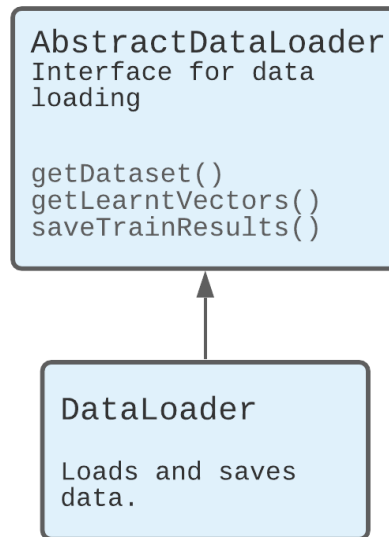 AbstractDataLoader
Interface for data
loading
getDataset()
getLearntVectors()
saveTrainResults()
DataLoader
Loads and saves
data.